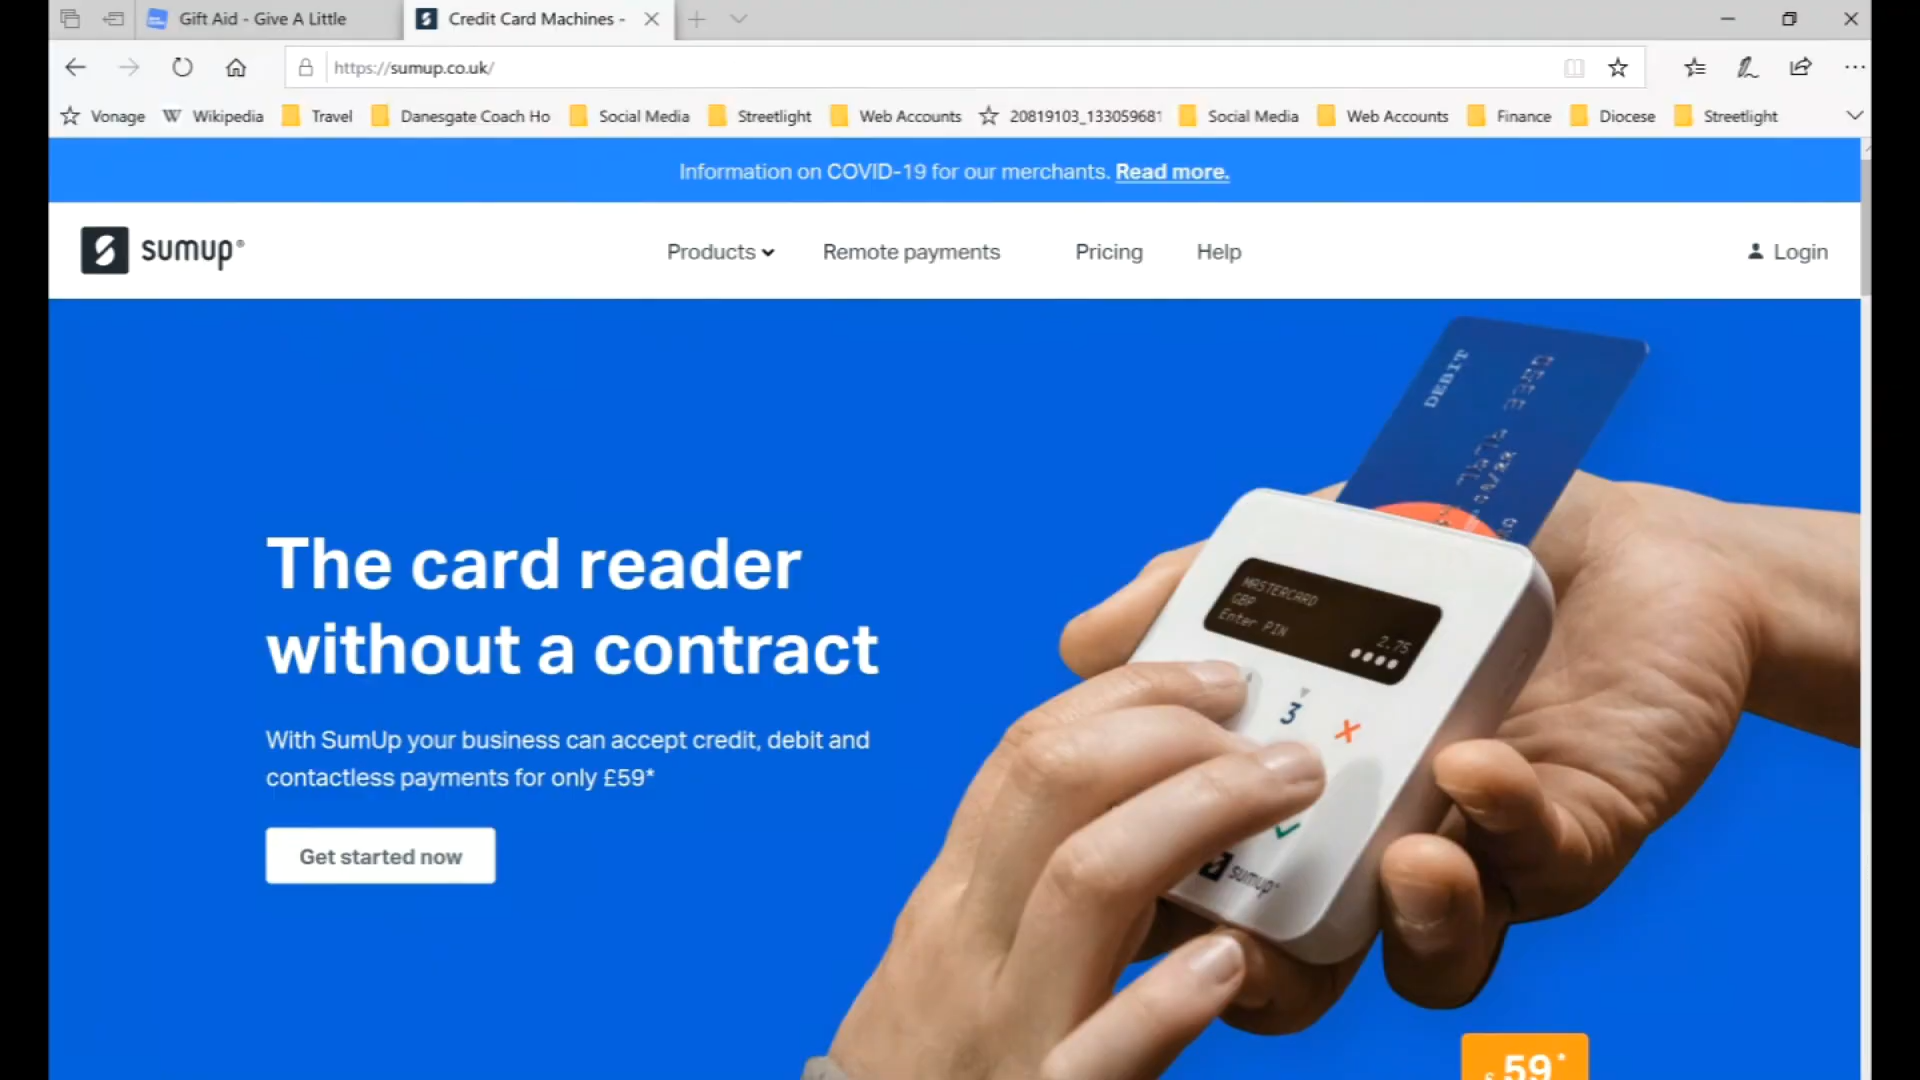 Gift Aid - Give A Little
Credit Card Machines -
https://sumup.co.uk/
Vonage Wikipedia Travel Danesgate Coach Ho Social Media Streetlight Web Accounts 20819103_133059681 Social Media Web Accounts Finance Diocese Streetlight
Information on COVID-19 for our merchants. Read more.
sumup®
Products Remote payments Pricing Help
Login
DEBIT
The card reader
without a contract
With SumUp your business can accept credit, debit and
contactless payments for only £59*
Get started now
MASTERCARD
GBP
2.75
Enter PIN
3
sumup®
£59*